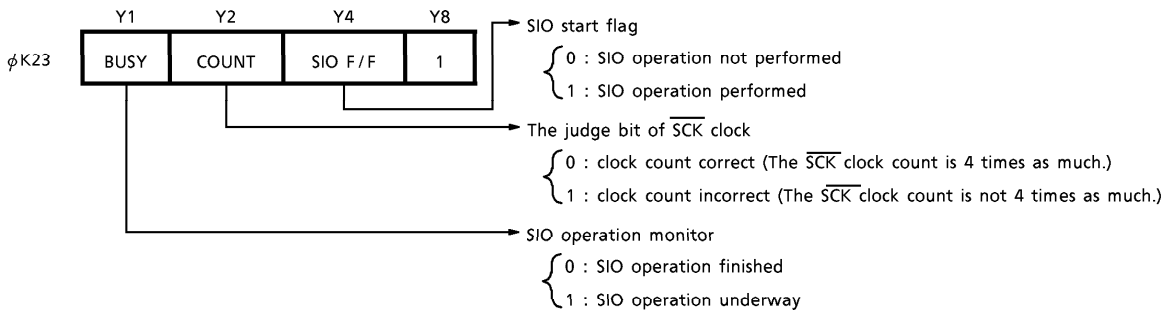 Y1 Y2 Y4 Y8
φK23 BUSY COUNT SIO F/F 1
SIO start flag
0 : SIO operation not performed
1 : SIO operation performed
The judge bit of S̅C̅K̅ clock
0 : clock count correct (The S̅C̅K̅ clock count is 4 times as much.)
1 : clock count incorrect (The S̅C̅K̅ clock count is not 4 times as much.)
SIO operation monitor
0 : SIO operation finished
1 : SIO operation underway